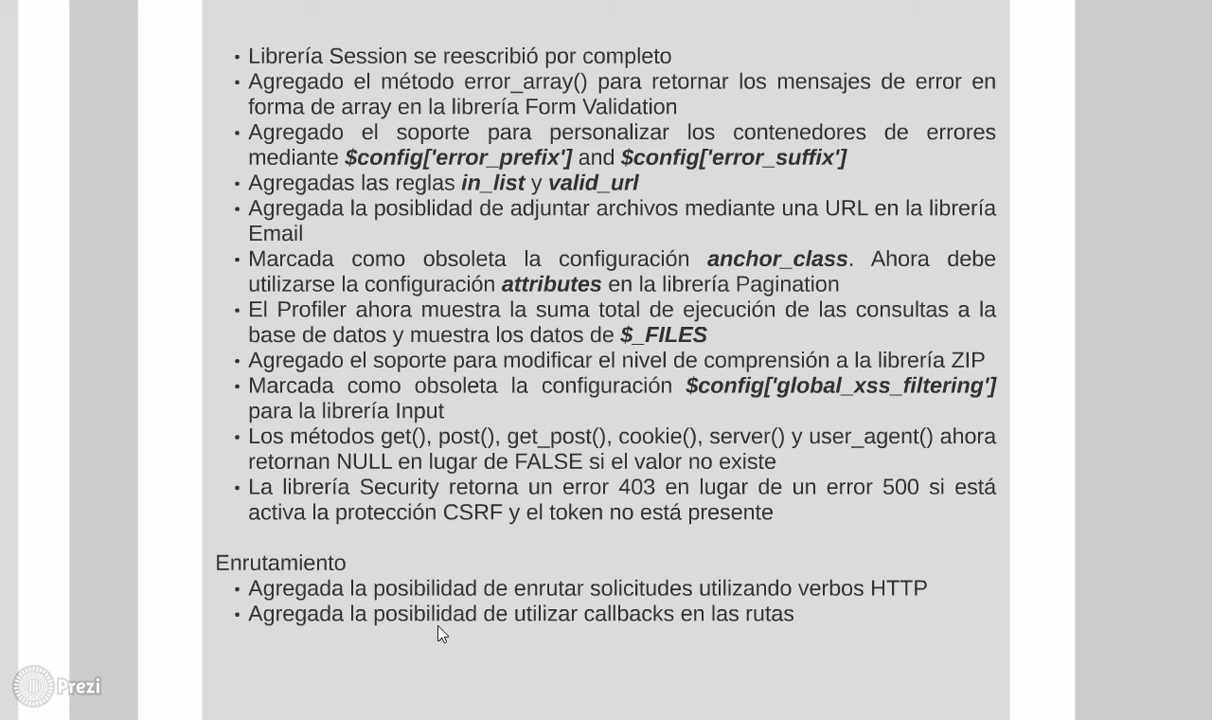 • Librería Session se reescribió por completo
• Agregado el método error_array() para retornar los mensajes de error en
forma de array en la librería Form Validation
• Agregado el soporte para personalizar los contenedores de errores
mediante $config['error_prefix'] and $config['error_suffix']
• Agregadas las reglas in_list y valid_url
• Agregada la posiblidad de adjuntar archivos mediante una URL en la librería
Email
• Marcada como obsoleta la configuración anchor_class. Ahora debe
utilizarse la configuración attributes en la librería Pagination
• El Profiler ahora muestra la suma total de ejecución de las consultas a la
base de datos y muestra los datos de $_FILES
• Agregado el soporte para modificar el nivel de comprensión a la librería ZIP
• Marcada como obsoleta la configuración $config['global_xss_filtering']
para la librería Input
• Los métodos get(), post(), get_post(), cookie(), server() y user_agent() ahora
retornan NULL en lugar de FALSE si el valor no existe
• La librería Security retorna un error 403 en lugar de un error 500 si está
activa la protección CSRF y el token no está presente
Enrutamiento
• Agregada la posibilidad de enrutar solicitudes utilizando verbos HTTP
• Agregada la posibilidad de utilizar callbacks en las rutas
Prezi